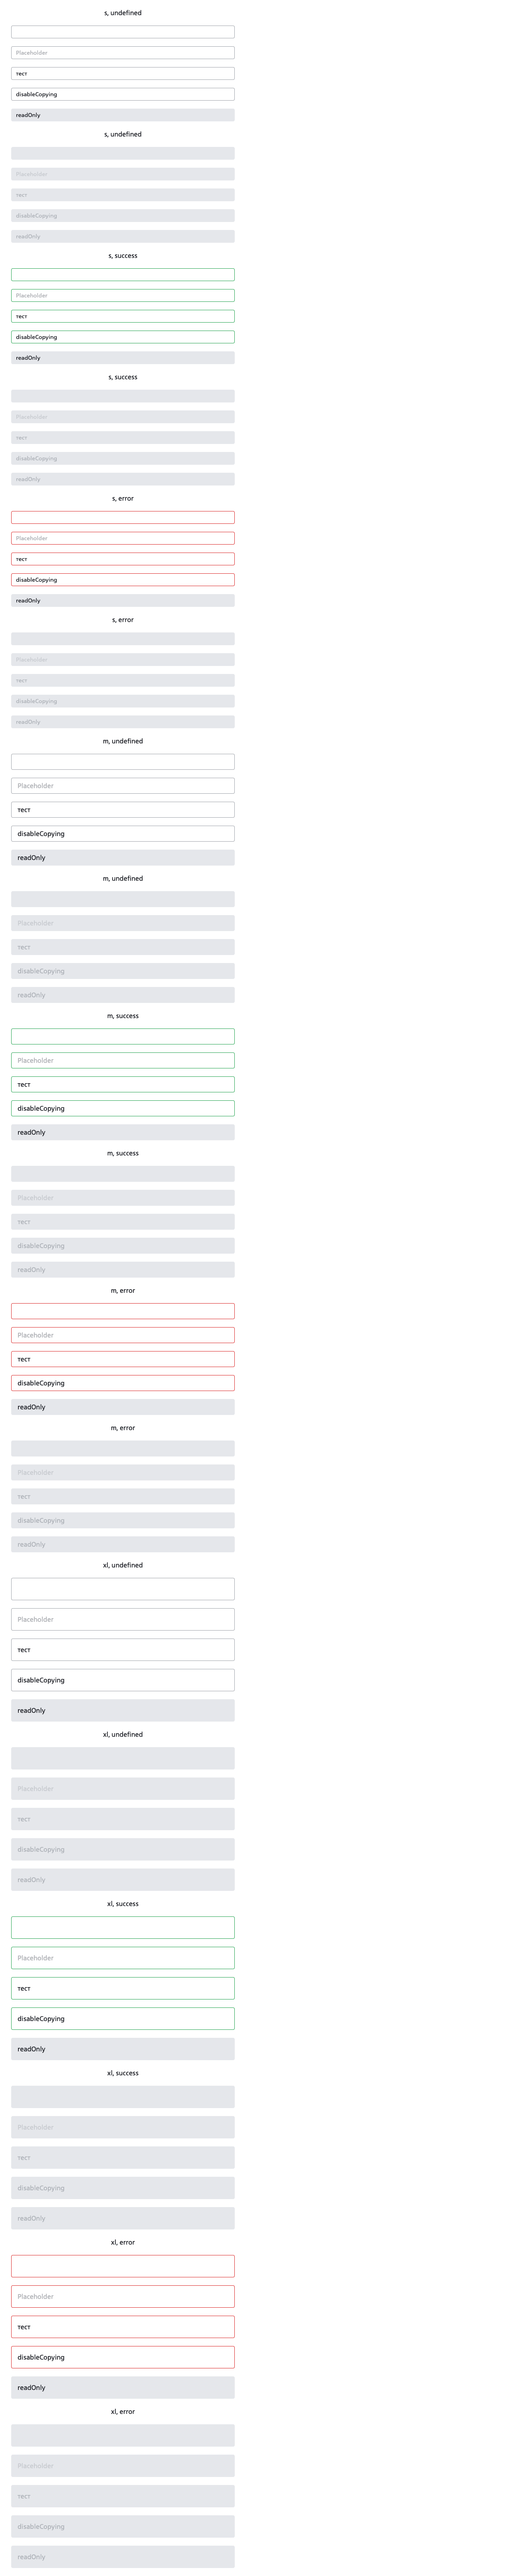 s, undefined
Placeholder
тест
disableCopying
readOnly
s, undefined
Placeholder
тест
disableCopying
readOnly
s, success
Placeholder
тест
disableCopying
readOnly
s, success
Placeholder
тест
disableCopying
readOnly
s, error
Placeholder
тест
disableCopying
readOnly
s, error
Placeholder
тест
disableCopying
readOnly
m, undefined
Placeholder
тест
disableCopying
readOnly
m, undefined
Placeholder
тест
disableCopying
readOnly
m, success
Placeholder
тест
disableCopying
readOnly
m, success
Placeholder
тест
disableCopying
readOnly
m, error
Placeholder
тест
disableCopying
readOnly
m, error
Placeholder
тест
disableCopying
readOnly
xl, undefined
Placeholder
тест
disableCopying
readOnly
xl, undefined
Placeholder
тест
disableCopying
readOnly
xl, success
Placeholder
тест
disableCopying
readOnly
xl, success
Placeholder
тест
disableCopying
readOnly
xl, error
Placeholder
тест
disableCopying
readOnly
xl, error
Placeholder
тест
disableCopying
readOnly